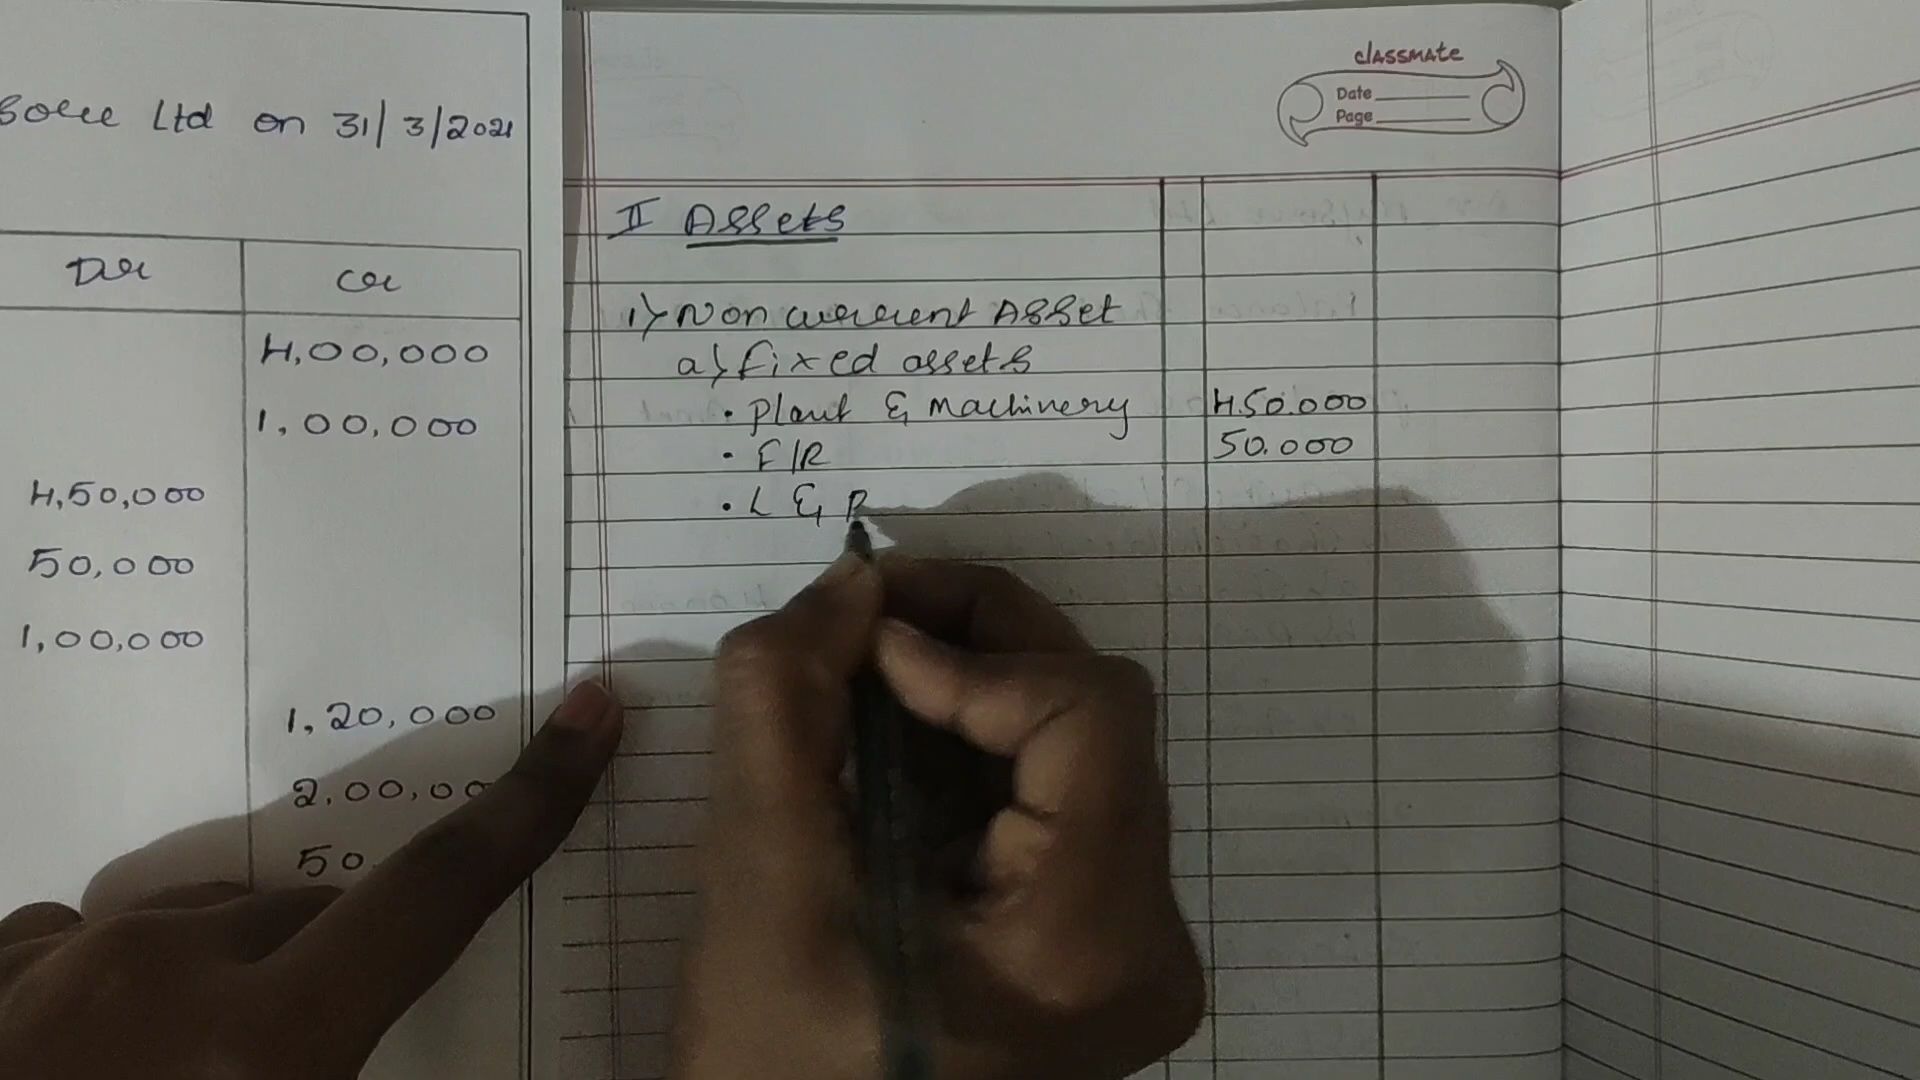 Ltd on 31/3/2021
Dr Cr
4,00,000
1,00,000
4,50,000
50,000
1,00,000
1,20,000
2,00,00
50
classmate
Date
Page
II Assets
1) Non current Asset
a) fixed assets
• plant & machinery 4.50.000
• F/R 50.000
• L & B